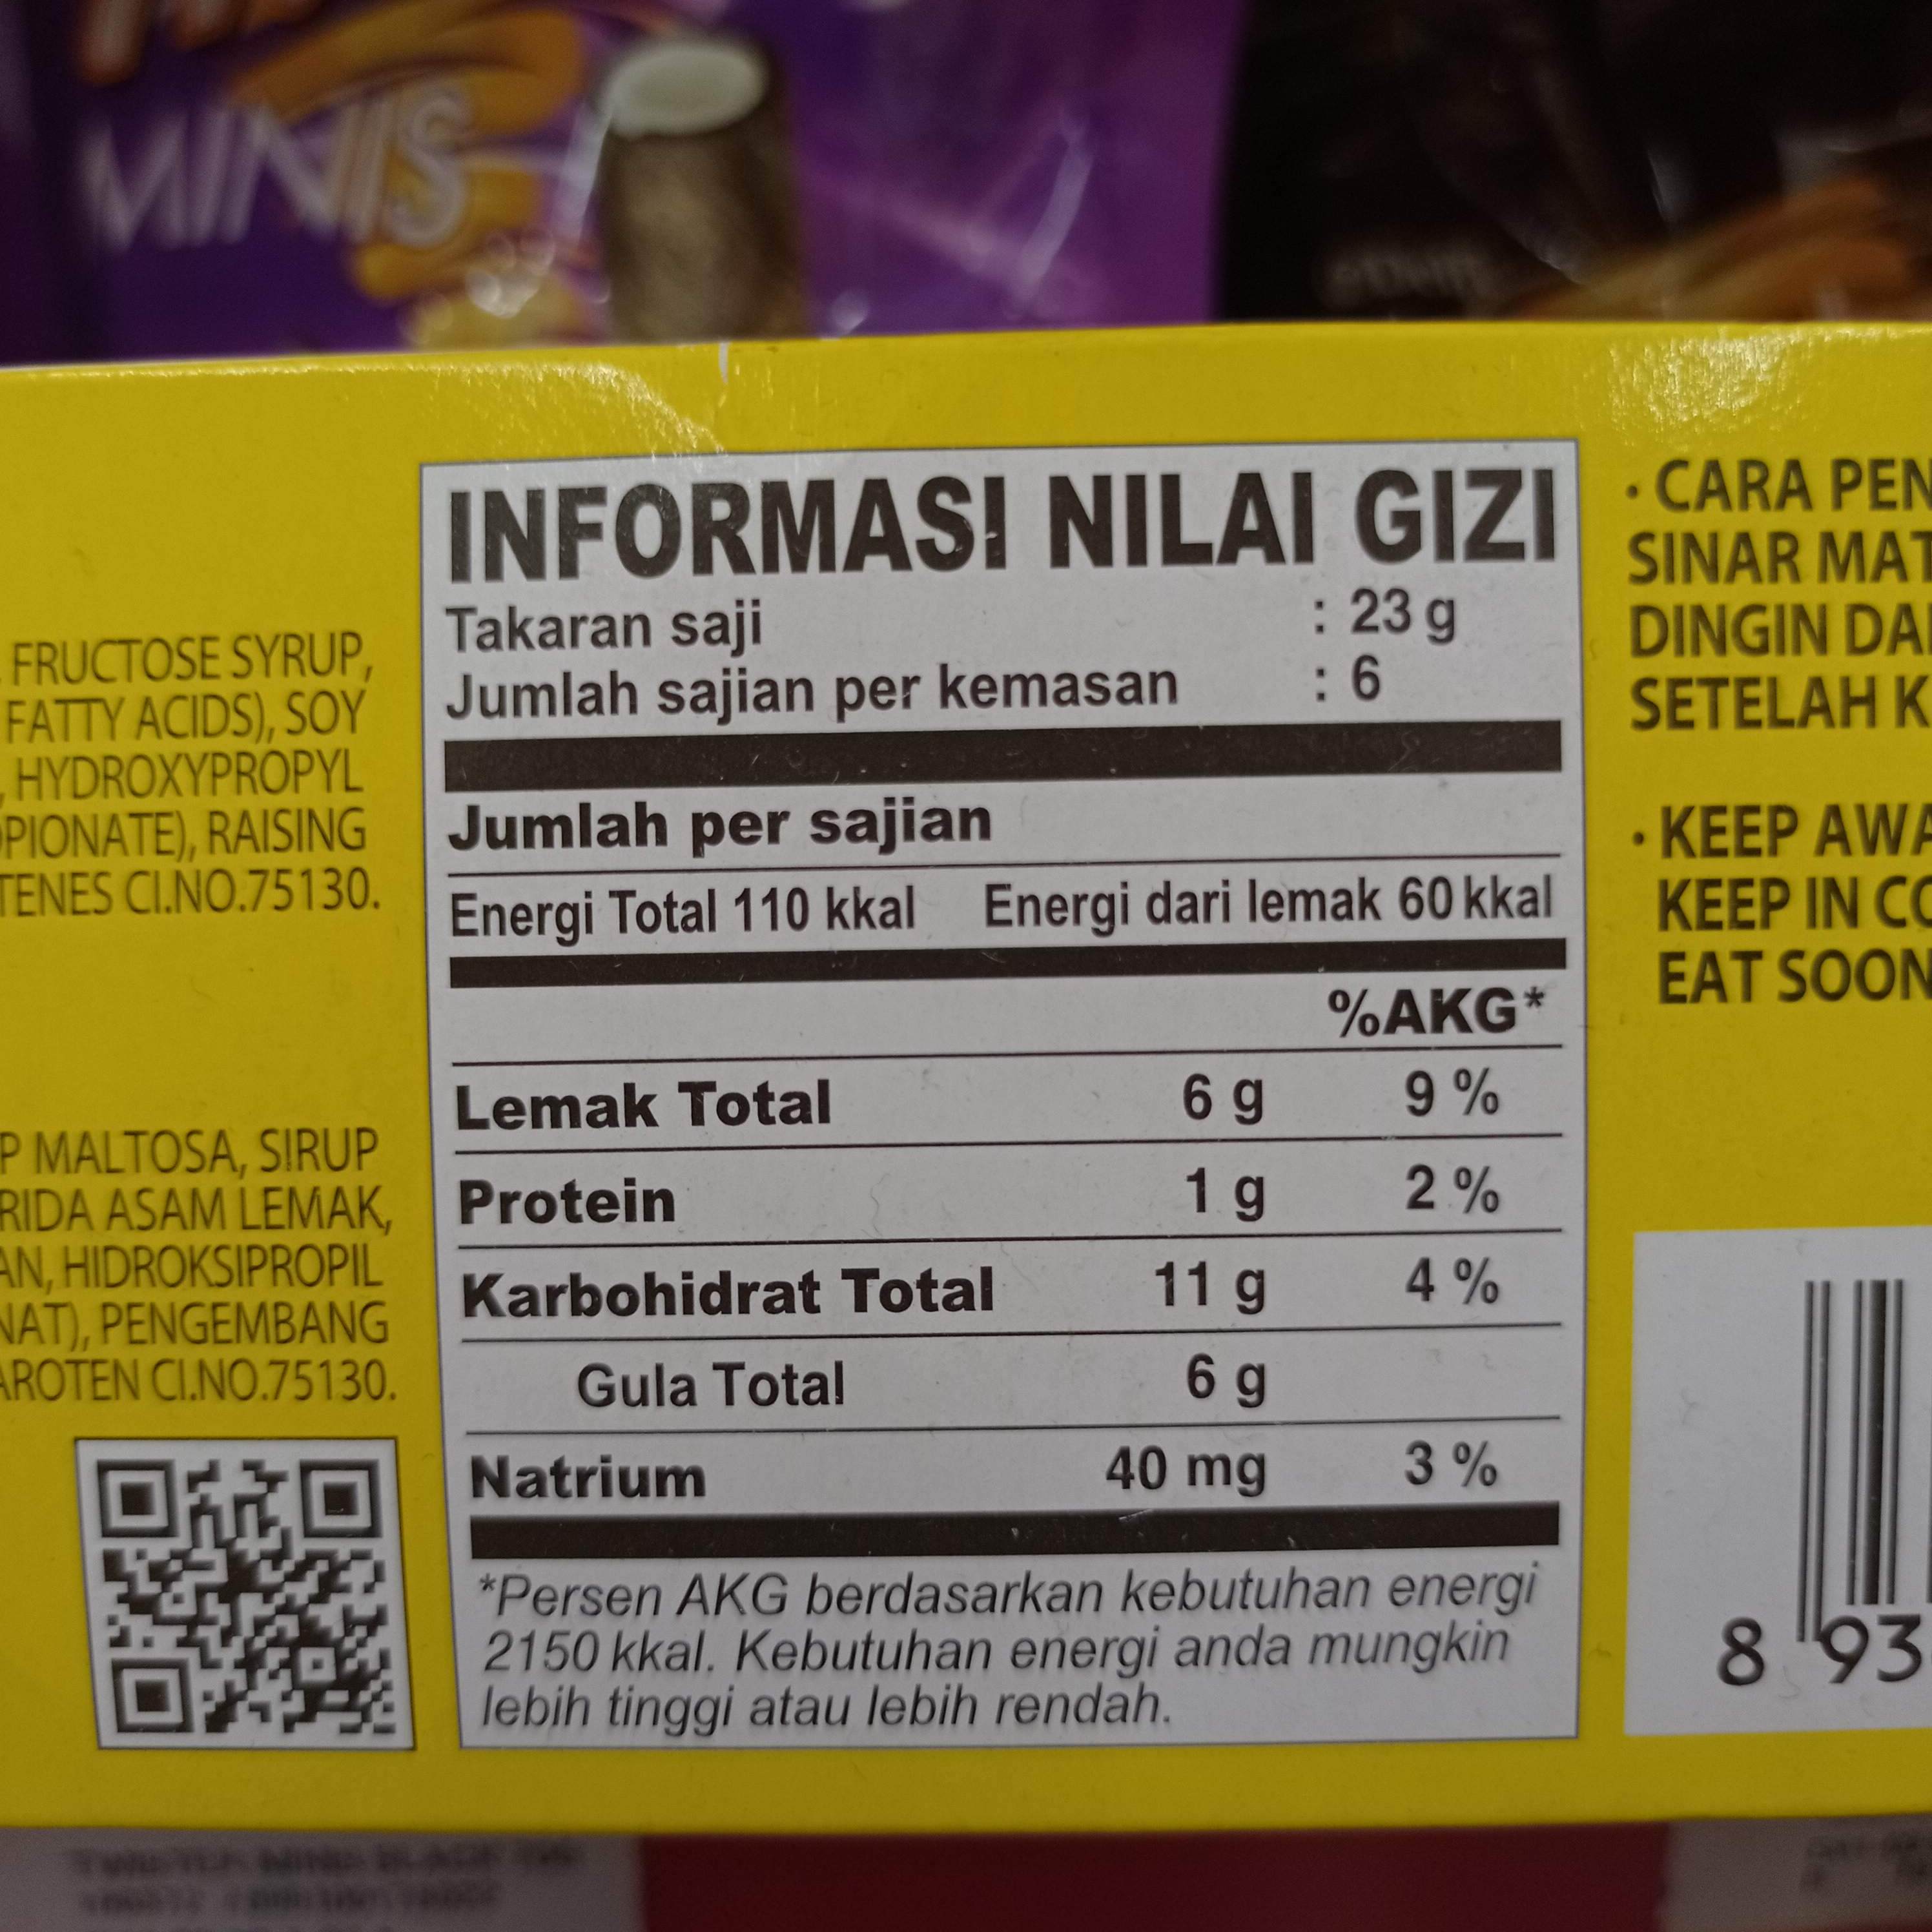 MINIS
INFORMASI NILAI GIZI
Takaran saji : 23 g
Jumlah sajian per kemasan : 6
Jumlah per sajian
Energi Total 110 kkal Energi dari lemak 60 kkal
%AKG*
Lemak Total 6 g 9 %
Protein 1 g 2 %
Karbohidrat Total 11 g 4 %
Gula Total 6 g
Natrium 40 mg 3 %
*Persen AKG berdasarkan kebutuhan energi
2150 kkal. Kebutuhan energi anda mungkin
lebih tinggi atau lebih rendah.
FRUCTOSE SYRUP,
FATTY ACIDS), SOY
, HYDROXYPROPYL
OPIONATE), RAISING
TENES CI.NO.75130.
P MALTOSA, SIRUP
RIDA ASAM LEMAK,
AN, HIDROKSIPROPIL
NAT), PENGEMBANG
AROTEN CI.NO.75130.
• CARA PEN
SINAR MAT
DINGIN DA
SETELAH K
• KEEP AWA
KEEP IN CO
EAT SOON
8 93